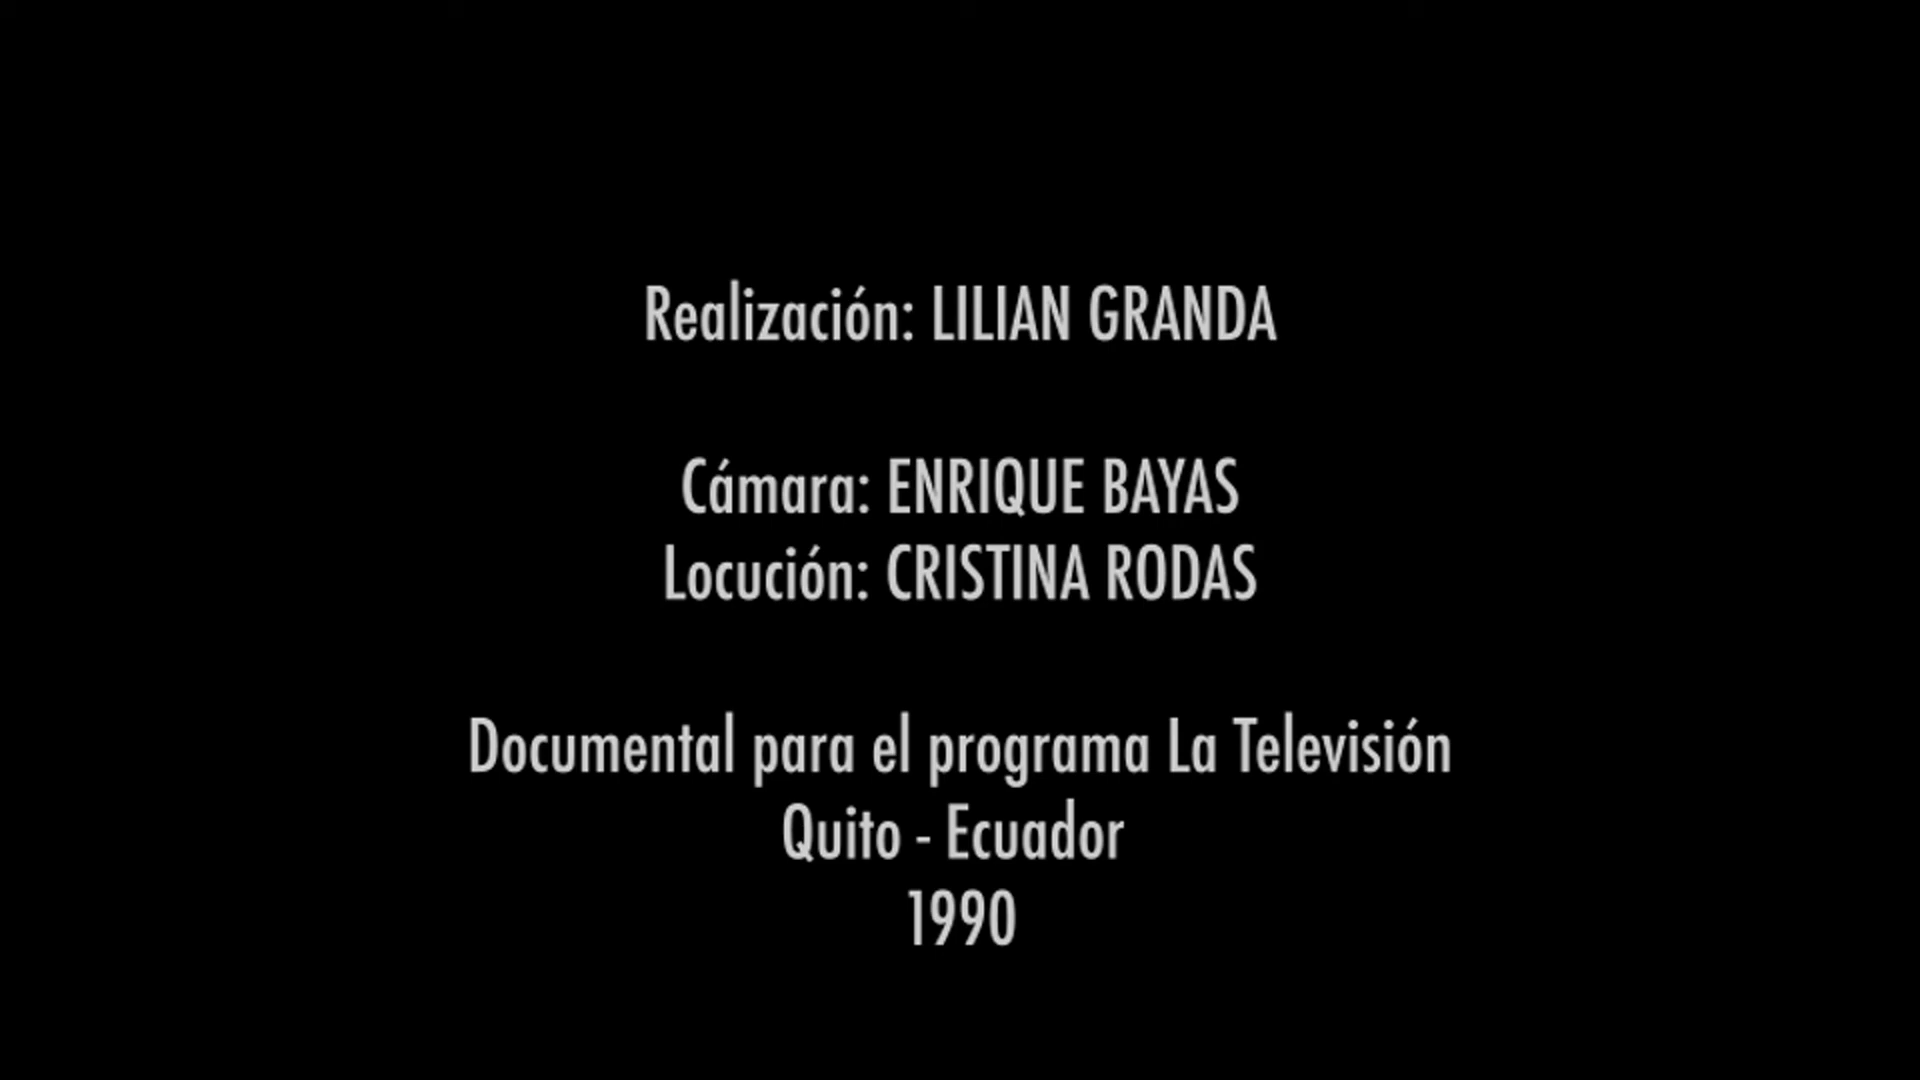 Realización: LILIAN GRANDA
Cámara: ENRIQUE BAYAS
Locución: CRISTINA RODAS
Documental para el programa La Televisión
Quito - Ecuador
1990